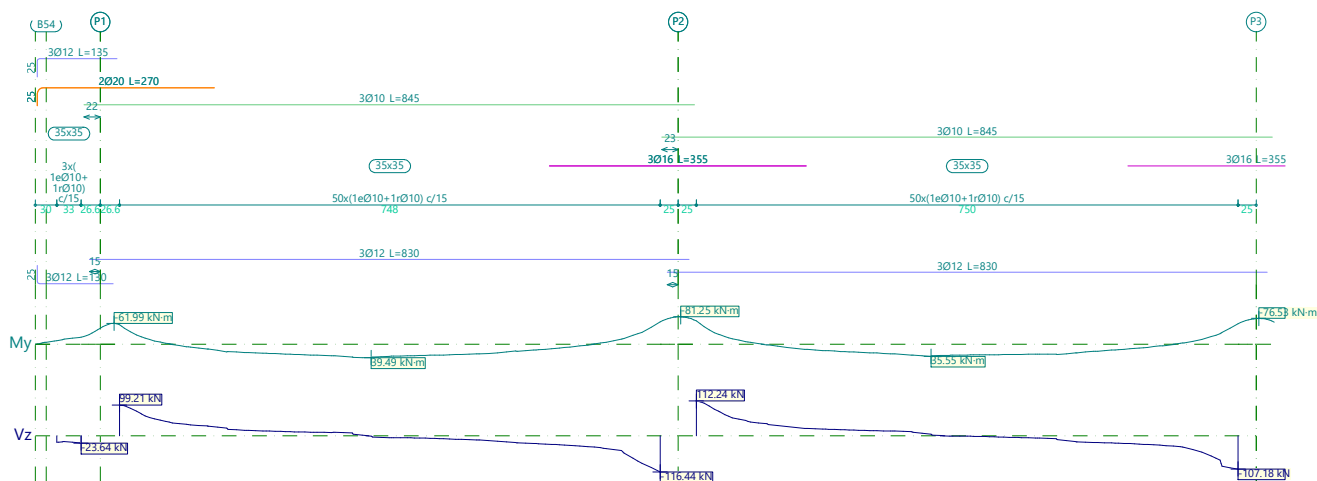 B54
P1
P2
P3
3Ø12 L=135
25
2Ø20 L=270
25
3Ø10 L=845
22
35x35
3Ø10 L=845
23
3x(
1eØ10+
1rØ10)
c/15
35x35
3Ø16 L=355
35x35
3Ø16 L=355
50x(1eØ10+1rØ10) c/15
50x(1eØ10+1rØ10) c/15
30
33
26.6
26.6
748
25
25
750
25
3Ø12 L=830
15
3Ø12 L=830
15
25
3Ø12 L=130
-61.99 kN·m
-81.25 kN·m
-76.53 kN·m
My
39.49 kN·m
35.55 kN·m
99.21 kN
112.24 kN
Vz
-23.64 kN
-116.44 kN
-107.18 kN